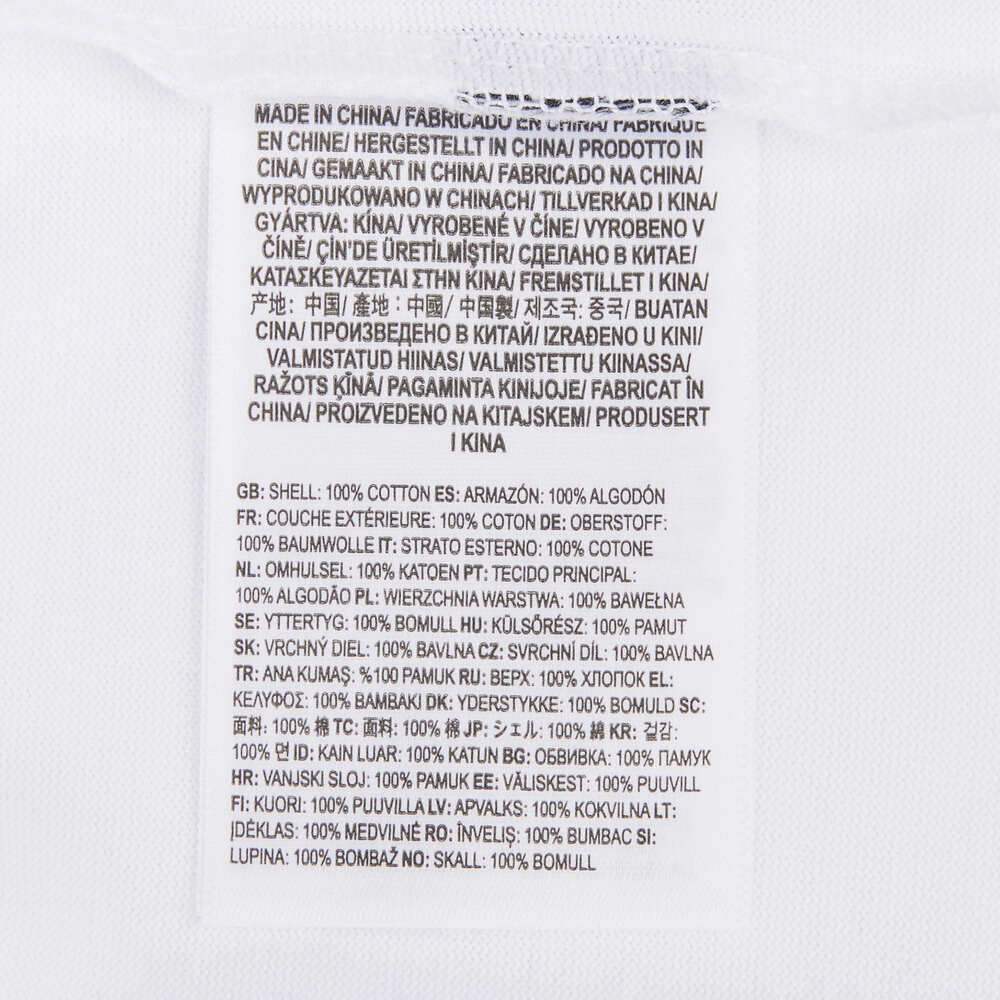 MADE IN CHINA/ FABRICADO EN CHINA/ FABRIQUÉ
EN CHINE/ HERGESTELLT IN CHINA/ PRODOTTO IN
CINA/ GEMAAKT IN CHINA/ FABRICADO NA CHINA/
WYPRODUKOWANO W CHINACH/ TILLVERKAD I KINA/
GYÁRTVA: KÍNA/ VYROBENÉ V ČÍNE/ VYROBENO V
ČÍNĚ/ ÇİN'DE ÜRETİLMİŞTİR/ СДЕЛАНО В КИТАЕ/
ΚΑΤΑΣΚΕΥΑΖΕΤΑΙ ΣΤΗΝ ΚΙΝΑ/ FREMSTILLET I KINA/
产地: 中国/ 產地：中國/ 中国製/ 제조국: 중국/ BUATAN
CINA/ ПРОИЗВЕДЕНО В КИТАЙ/ IZRAĐENO U KINI/
VALMISTATUD HIINAS/ VALMISTETTU KIINASSA/
RAŽOTS ĶĪNĀ/ PAGAMINTA KINIJOJE/ FABRICAT ÎN
CHINA/ PROIZVEDENO NA KITAJSKEM/ PRODUSERT
I KINA
GB: SHELL: 100% COTTON ES: ARMAZÓN: 100% ALGODÓN
FR: COUCHE EXTÉRIEURE: 100% COTON DE: OBERSTOFF:
100% BAUMWOLLE IT: STRATO ESTERNO: 100% COTONE
NL: OMHULSEL: 100% KATOEN PT: TECIDO PRINCIPAL:
100% ALGODÃO PL: WIERZCHNIA WARSTWA: 100% BAWEŁNA
SE: YTTERTYG: 100% BOMULL HU: KÜLSŐRÉSZ: 100% PAMUT
SK: VRCHNÝ DIEL: 100% BAVLNA CZ: SVRCHNÍ DÍL: 100% BAVLNA
TR: ANA KUMAŞ: %100 PAMUK RU: ВЕРХ: 100% ХЛОПОК EL:
ΚΕΛΥΦΟΣ: 100% ΒΑΜΒΑΚΙ DK: YDERSTYKKE: 100% BOMULD SC:
面料: 100% 棉 TC: 面料: 100% 棉 JP: シェル: 100% 綿 KR: 겉감:
100% 면 ID: KAIN LUAR: 100% KATUN BG: ОБВИВКА: 100% ПАМУК
HR: VANJSKI SLOJ: 100% PAMUK EE: VÄLISKEST: 100% PUUVILL
FI: KUORI: 100% PUUVILLA LV: APVALKS: 100% KOKVILNA LT:
ĮDĖKLAS: 100% MEDVILNĖ RO: ÎNVELIŞ: 100% BUMBAC SI:
LUPINA: 100% BOMBAŽ NO: SKALL: 100% BOMULL